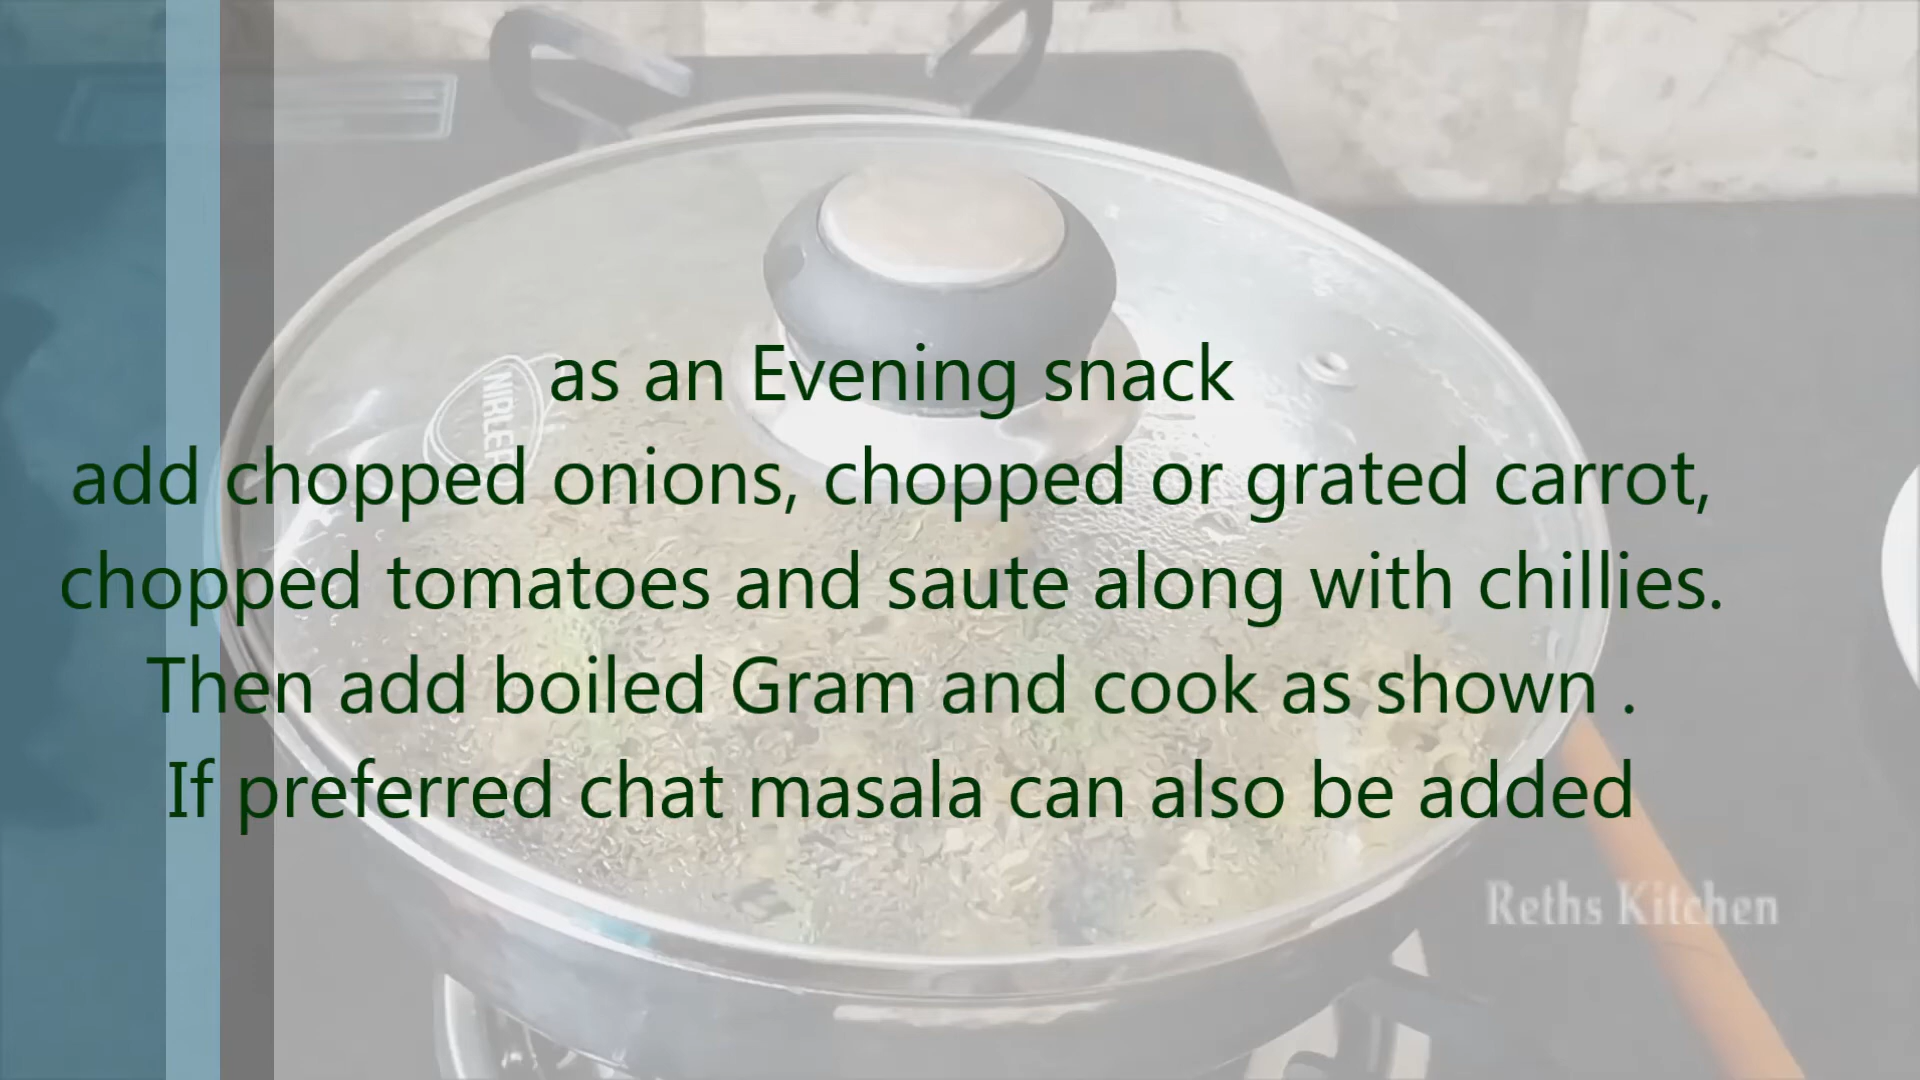 as an Evening snack
add chopped onions, chopped or grated carrot,
chopped tomatoes and saute along with chillies.
Then add boiled Gram and cook as shown .
If preferred chat masala can also be added
NIRLEP
Reths Kitchen